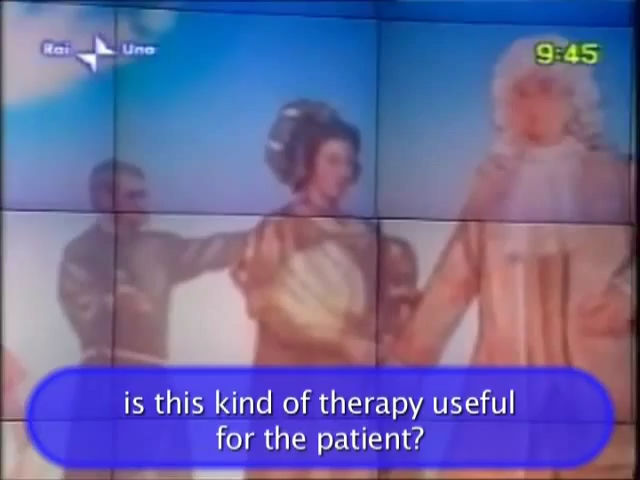 Rai Uno
9:45
is this kind of therapy useful
for the patient?